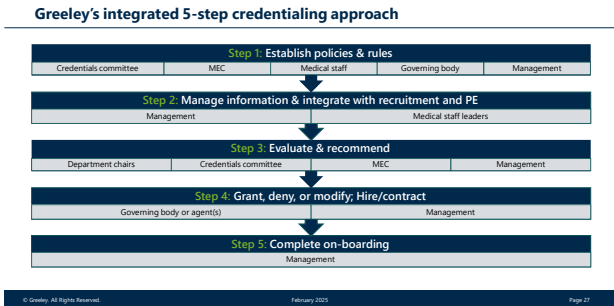 Greeley's integrated 5-step credentialing approach
Step 1: Establish policies & rules
Credentials committee MEC Medical staff Governing body Management
Step 2: Manage information & integrate with recruitment and PE
Management Medical staff leaders
Step 3: Evaluate & recommend
Department chairs Credentials committee MEC Management
Step 4: Grant, deny, or modify; Hire/contract
Governing body or agent(s) Management
Step 5: Complete on-boarding
Management
© Greeley. All Rights Reserved. February 2025 Page 27